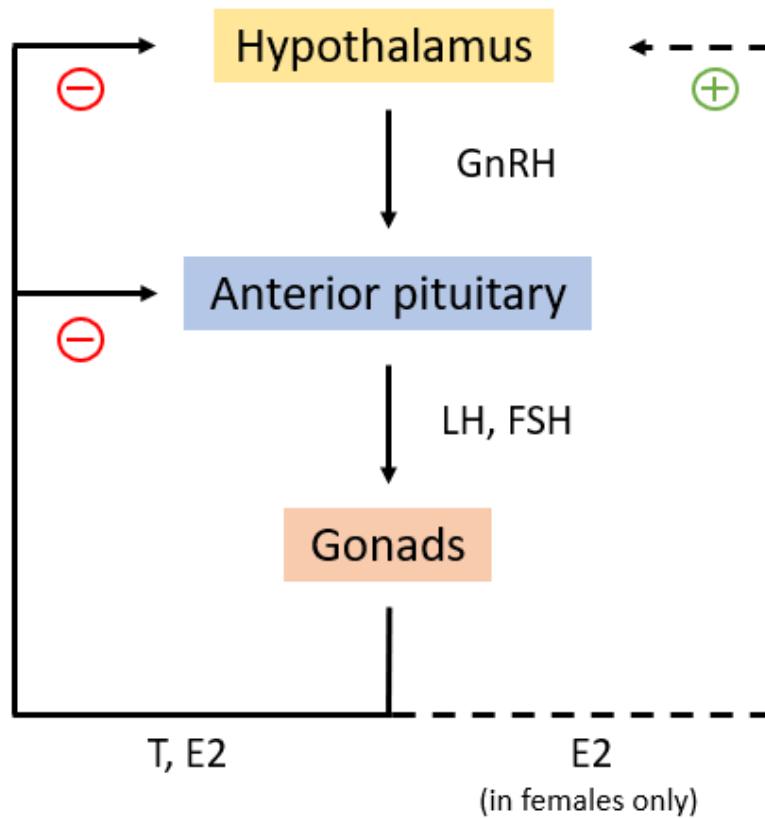 Hypothalamus
GnRH
Anterior pituitary
LH, FSH
Gonads
T, E2
E2
(in females only)